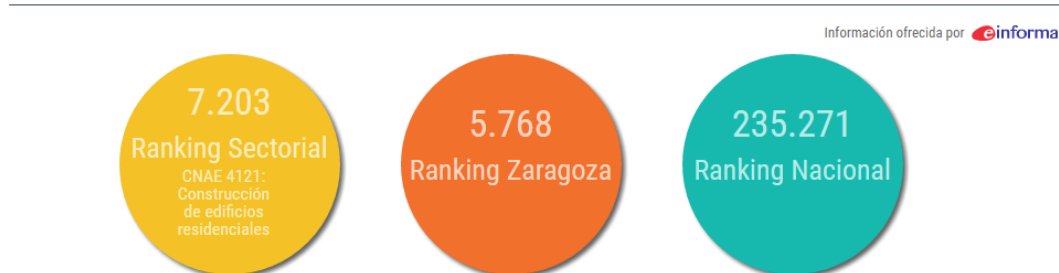 Información ofrecida por einforma
7.203
Ranking Sectorial
CNAE 4121:
Construcción
de edificios
residenciales
5.768
Ranking Zaragoza
235.271
Ranking Nacional